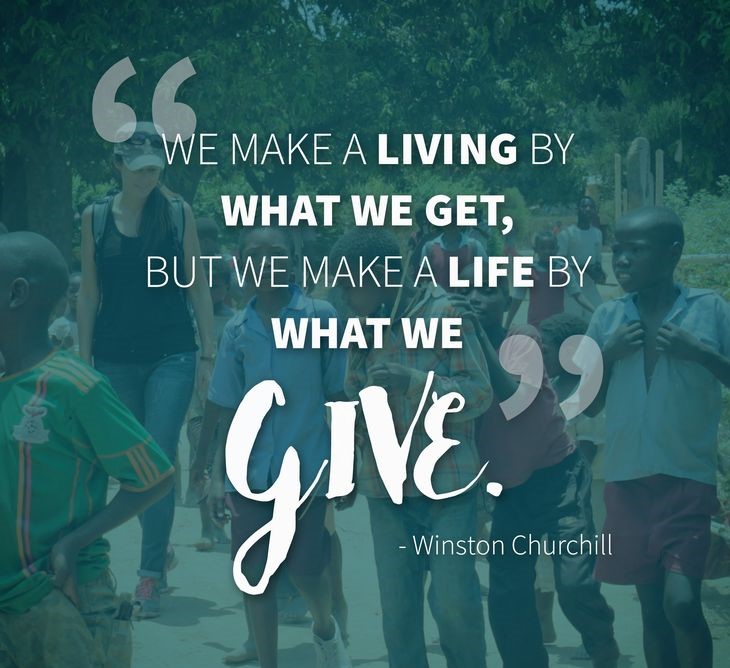 “WE MAKE A LIVING BY
WHAT WE GET,
BUT WE MAKE A LIFE BY
WHAT WE
GIVE.”
- Winston Churchill